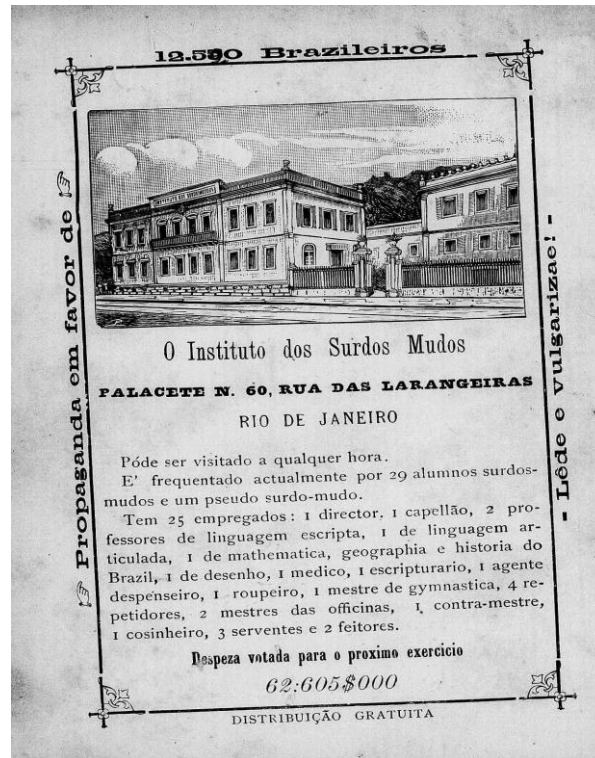 12.590 Brazileiros
Propaganda em favor de
- Lêde e vulgarizae! -
O Instituto dos Surdos Mudos
PALACETE N. 60, RUA DAS LARANGEIRAS
RIO DE JANEIRO
Póde ser visitado a qualquer hora.
E' frequentado actualmente por 29 alumnos surdos-
mudos e um pseudo surdo-mudo.
Tem 25 empregados: 1 director, 1 capellão, 2 pro-
fessores de linguagem escripta, 1 de linguagem ar-
ticulada, 1 de mathematica, geographia e historia do
Brazil, 1 de desenho, 1 medico, 1 escripturario, 1 agente
despenseiro, 1 roupeiro, 1 mestre de gymnastica, 4 re-
petidores, 2 mestres das officinas, 1 contra-mestre,
1 cosinheiro, 3 serventes e 2 feitores.
Despeza votada para o proximo exercicio
62:605$000
DISTRIBUIÇÃO GRATUITA